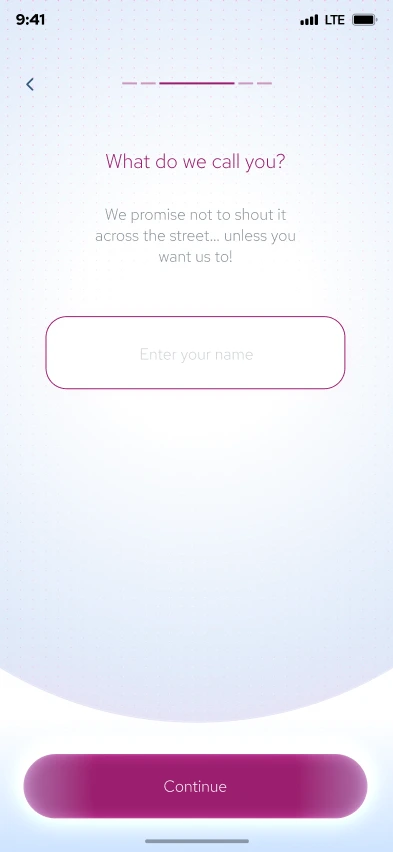 9:41
LTE
What do we call you?
We promise not to shout it
across the street... unless you
want us to!
Enter your name
Continue